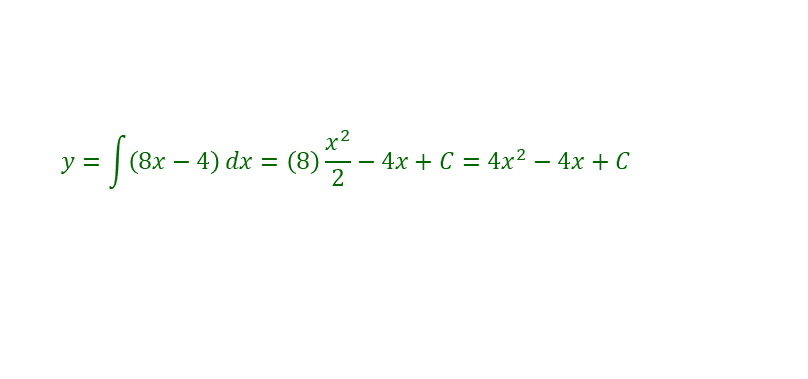 y = ∫(8x − 4) dx = (8) x²/2 − 4x + C = 4x² − 4x + C